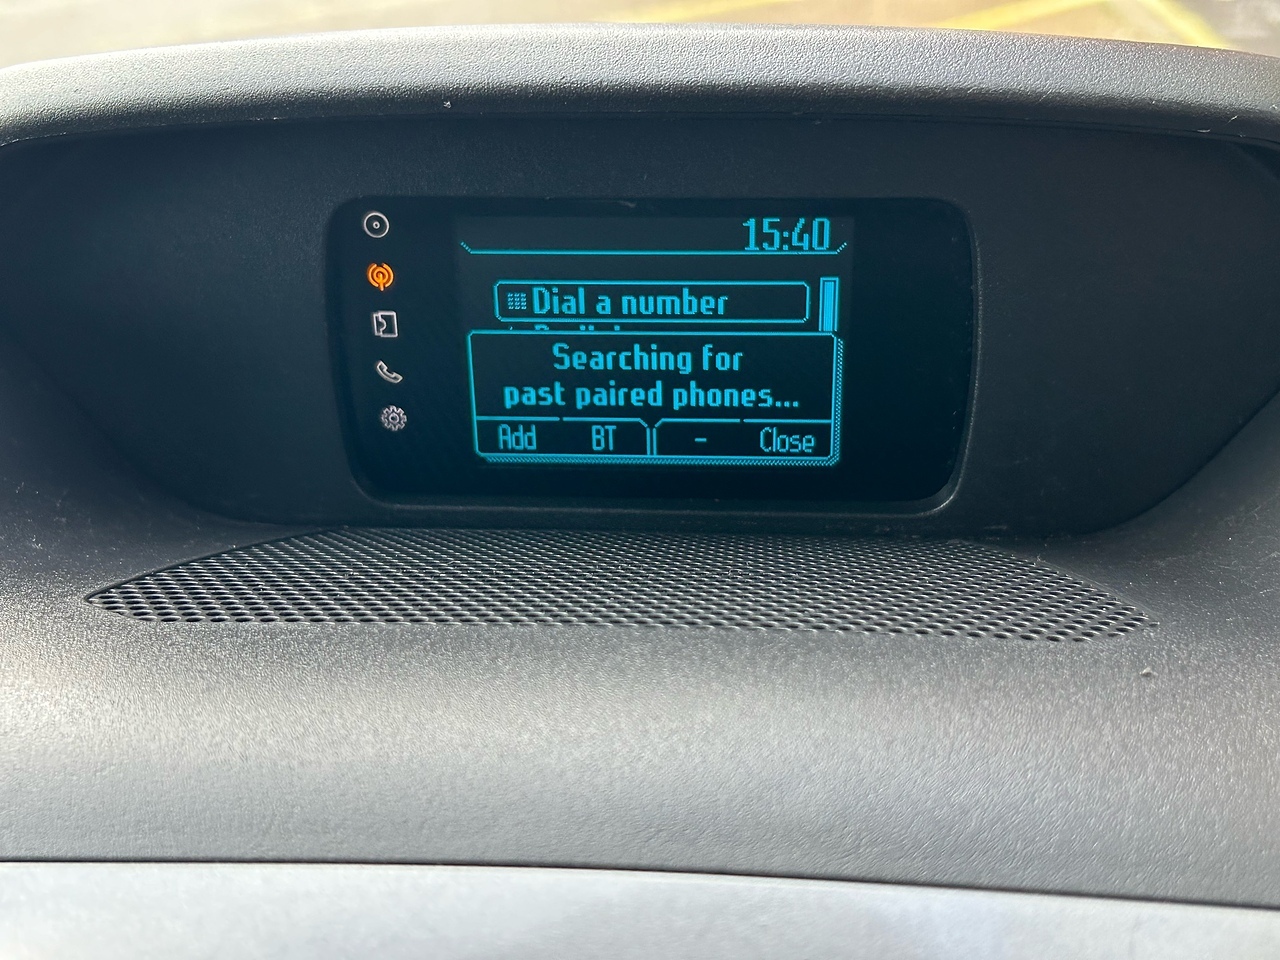 15:40
Dial a number
Searching for
past paired phones...
Add BT - Close